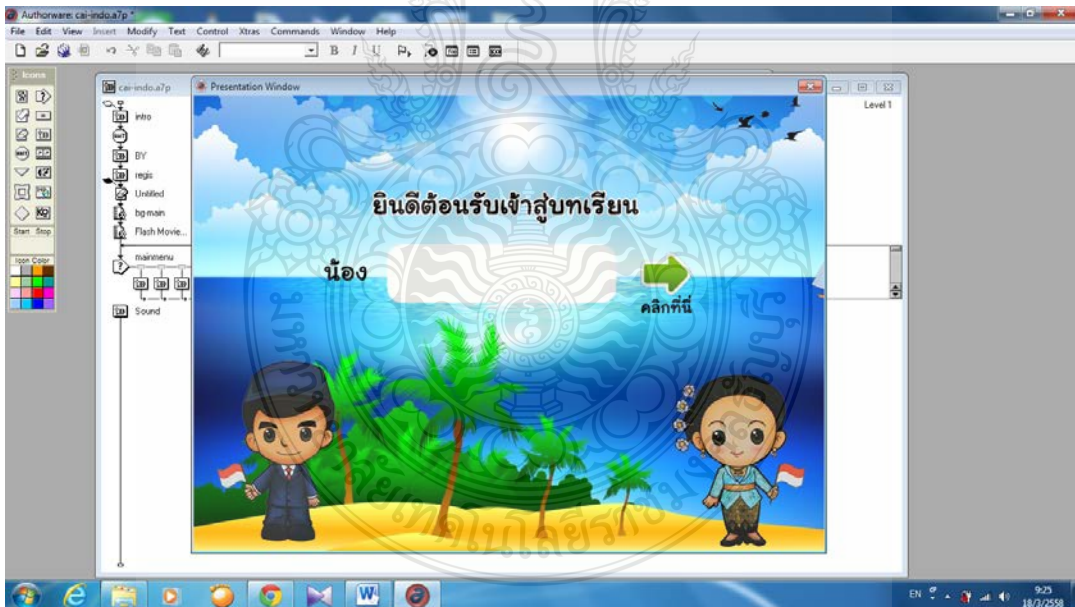 Authorware: cai-indo.a7p *
File Edit View Insert Modify Text Control Xtras Commands Window Help
B I U
Icons
cai-indo.a7p
Presentation Window
Level 1
intro
BY
regis
Untitled
bg-main
Flash Movie...
mainmenu
Sound
Start Stop
Icon Color
ยินดีต้อนรับเข้าสู่บทเรียน
น้อง
คลิกที่นี่
EN
9:25
18/3/2558